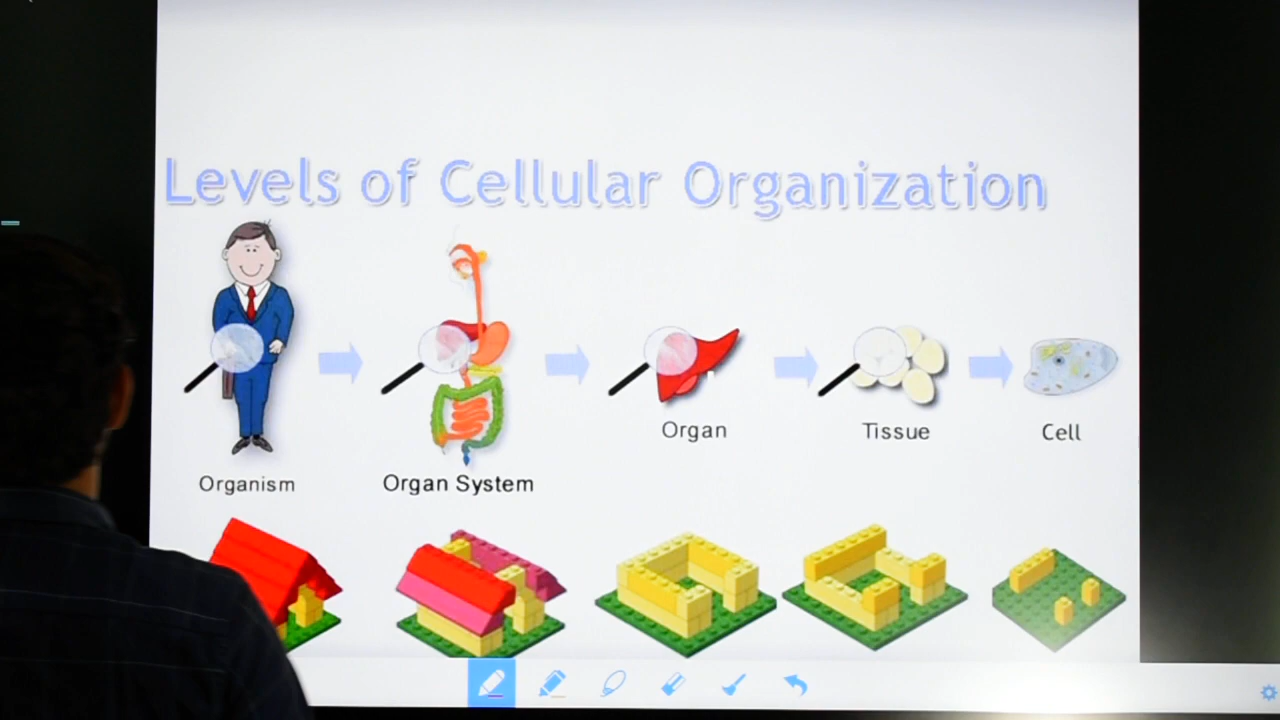 Levels of Cellular Organization
Organ
Tissue
Cell
Organism
Organ System